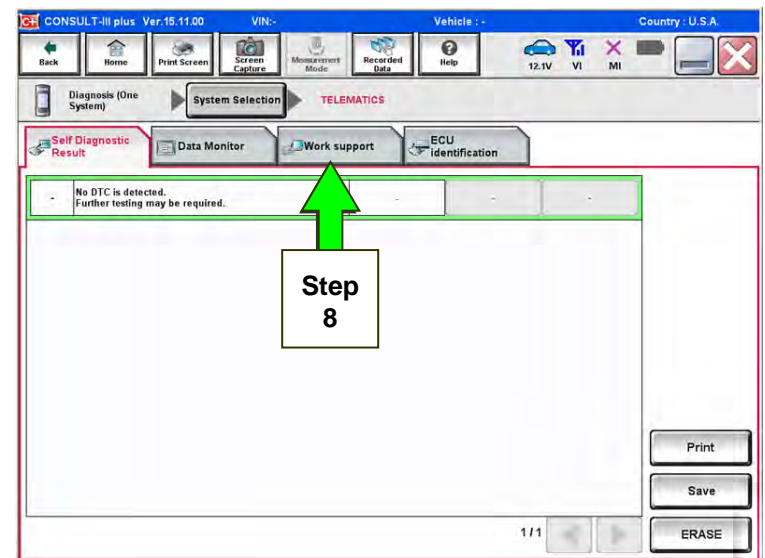 CONSULT-III plus Ver.15.11.00 VIN:- Vehicle : - Country : U.S.A.
Back
Home
Print Screen
Screen
Capture
Measurement
Mode
Recorded
Data
Help
12.1V
VI
MI
Diagnosis (One
System)
System Selection
TELEMATICS
Self Diagnostic
Result
Data Monitor
Work support
ECU
identification
- No DTC is detected.
Further testing may be required.
- - -
Step
8
Print
Save
1/1
ERASE